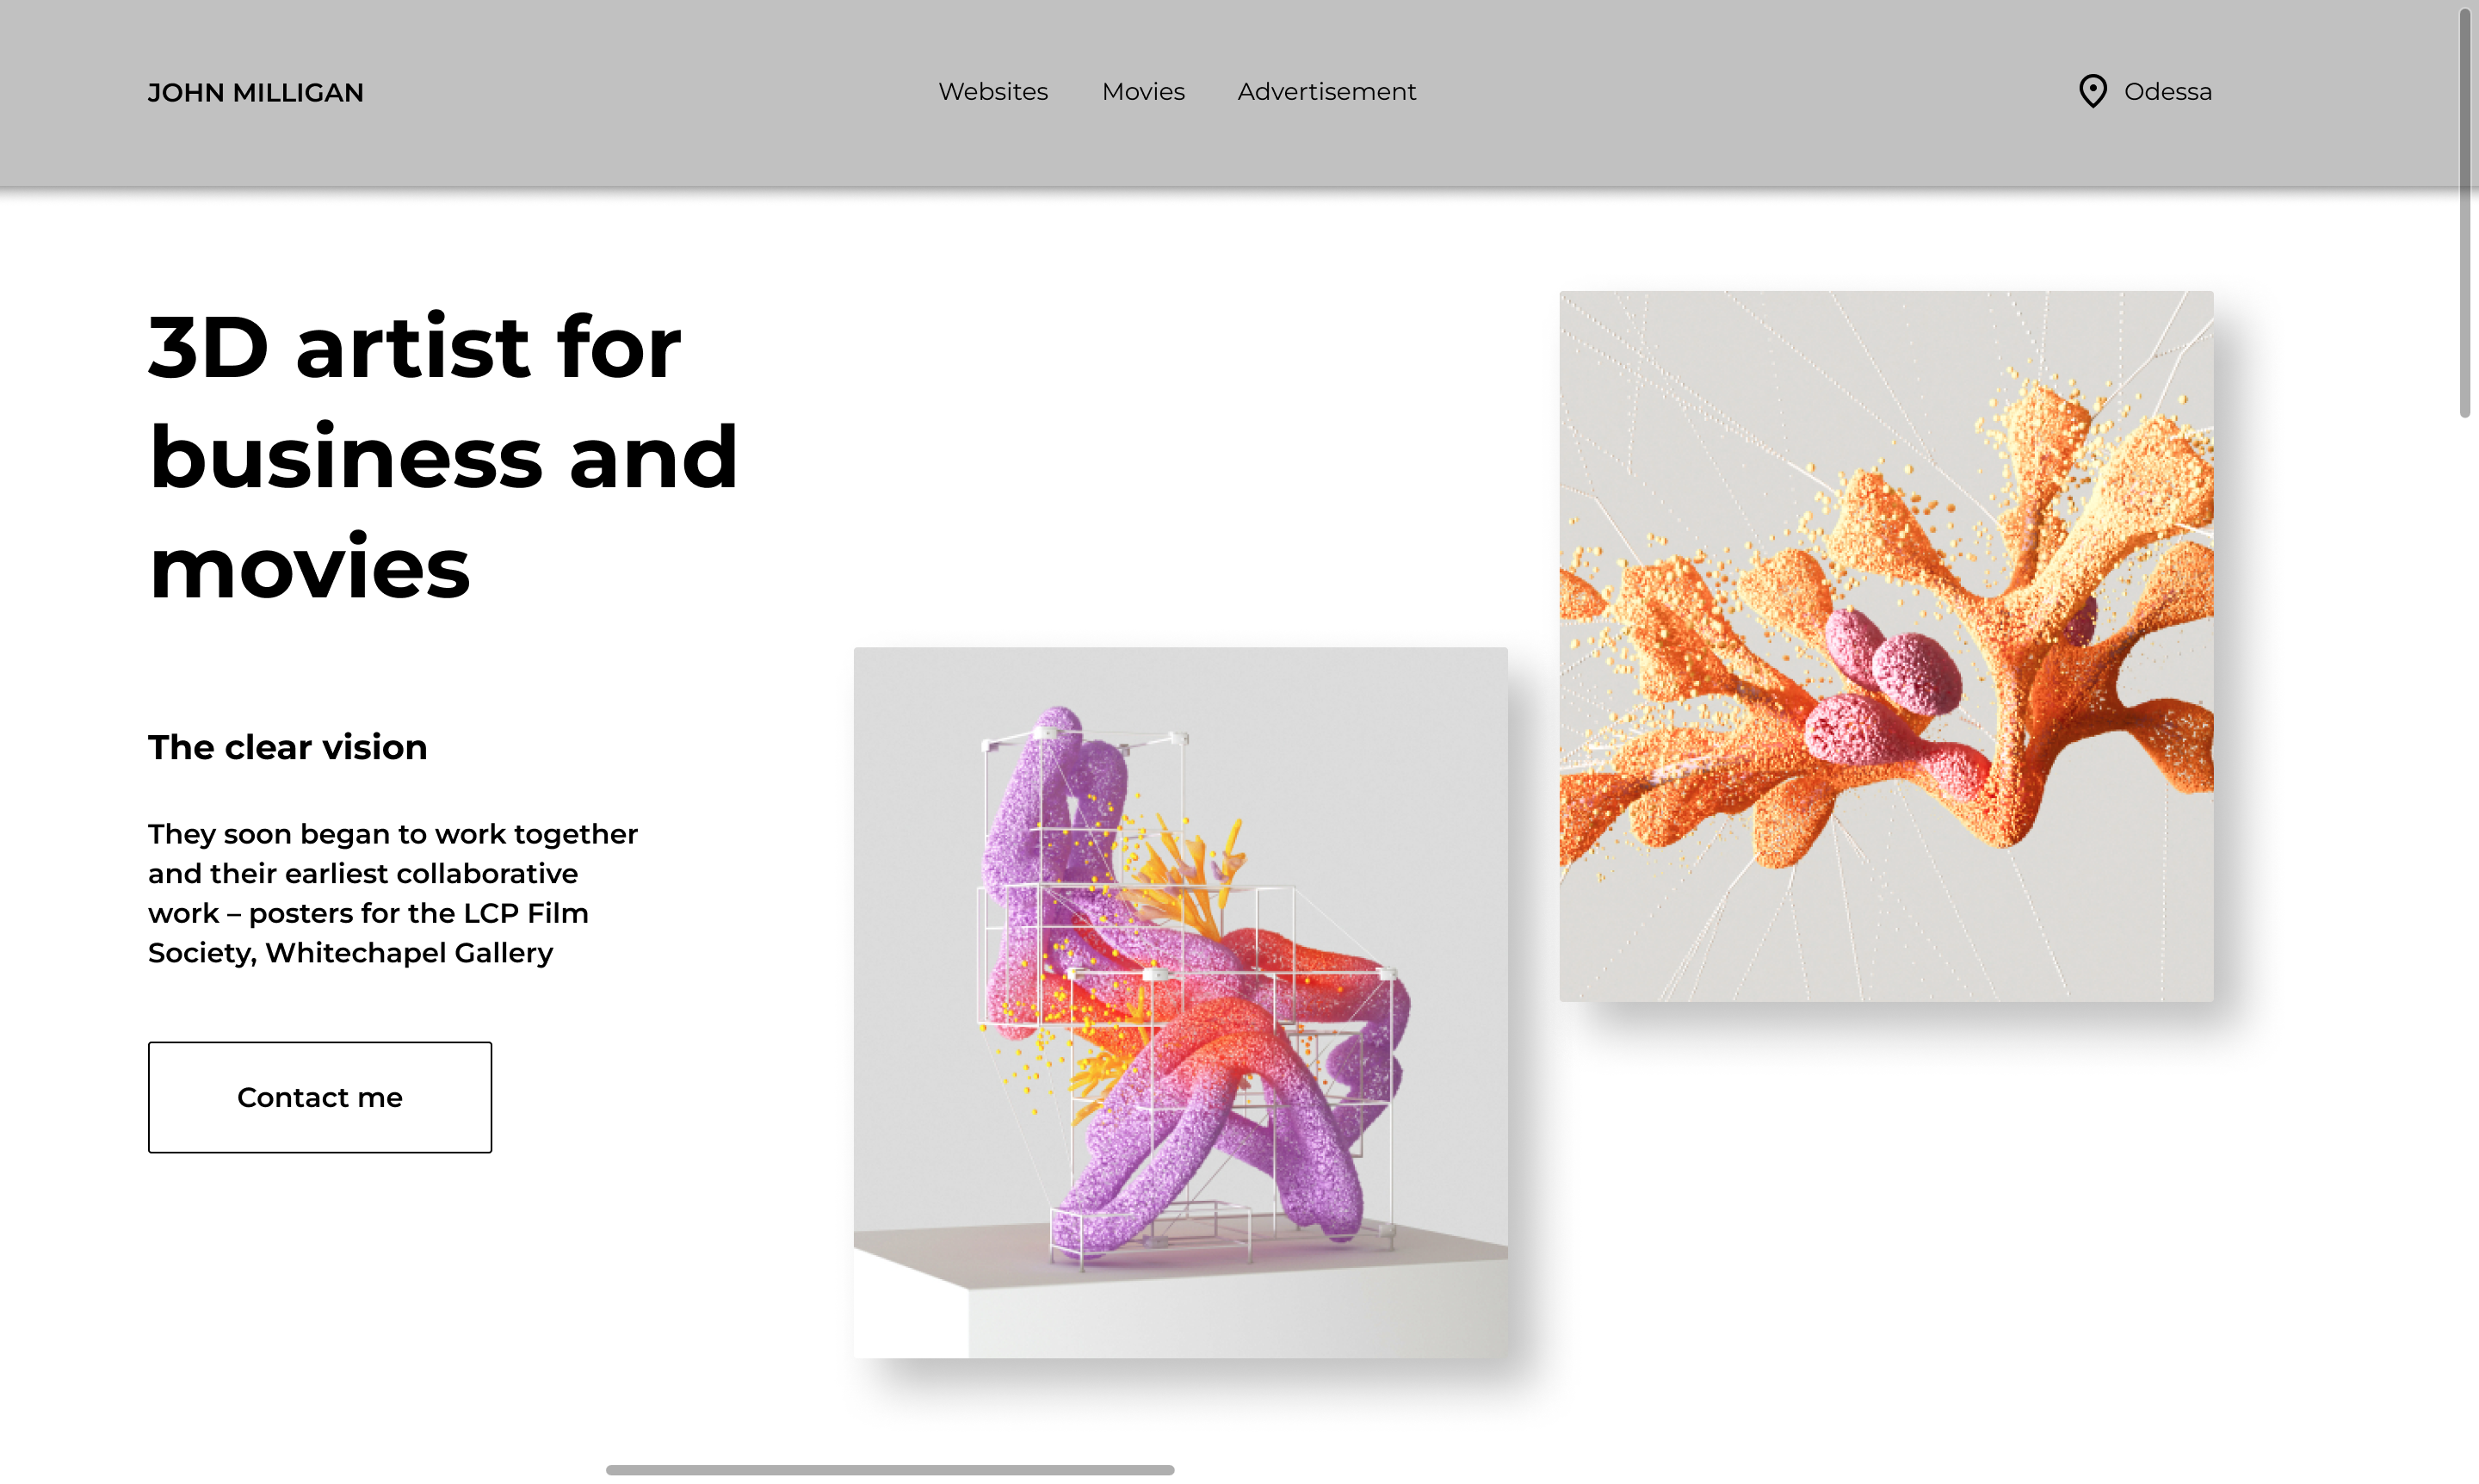 JOHN MILLIGAN
Websites
Movies
Advertisement
Odessa
3D artist for
business and
movies
The clear vision
They soon began to work together
and their earliest collaborative
work – posters for the LCP Film
Society, Whitechapel Gallery
Contact me